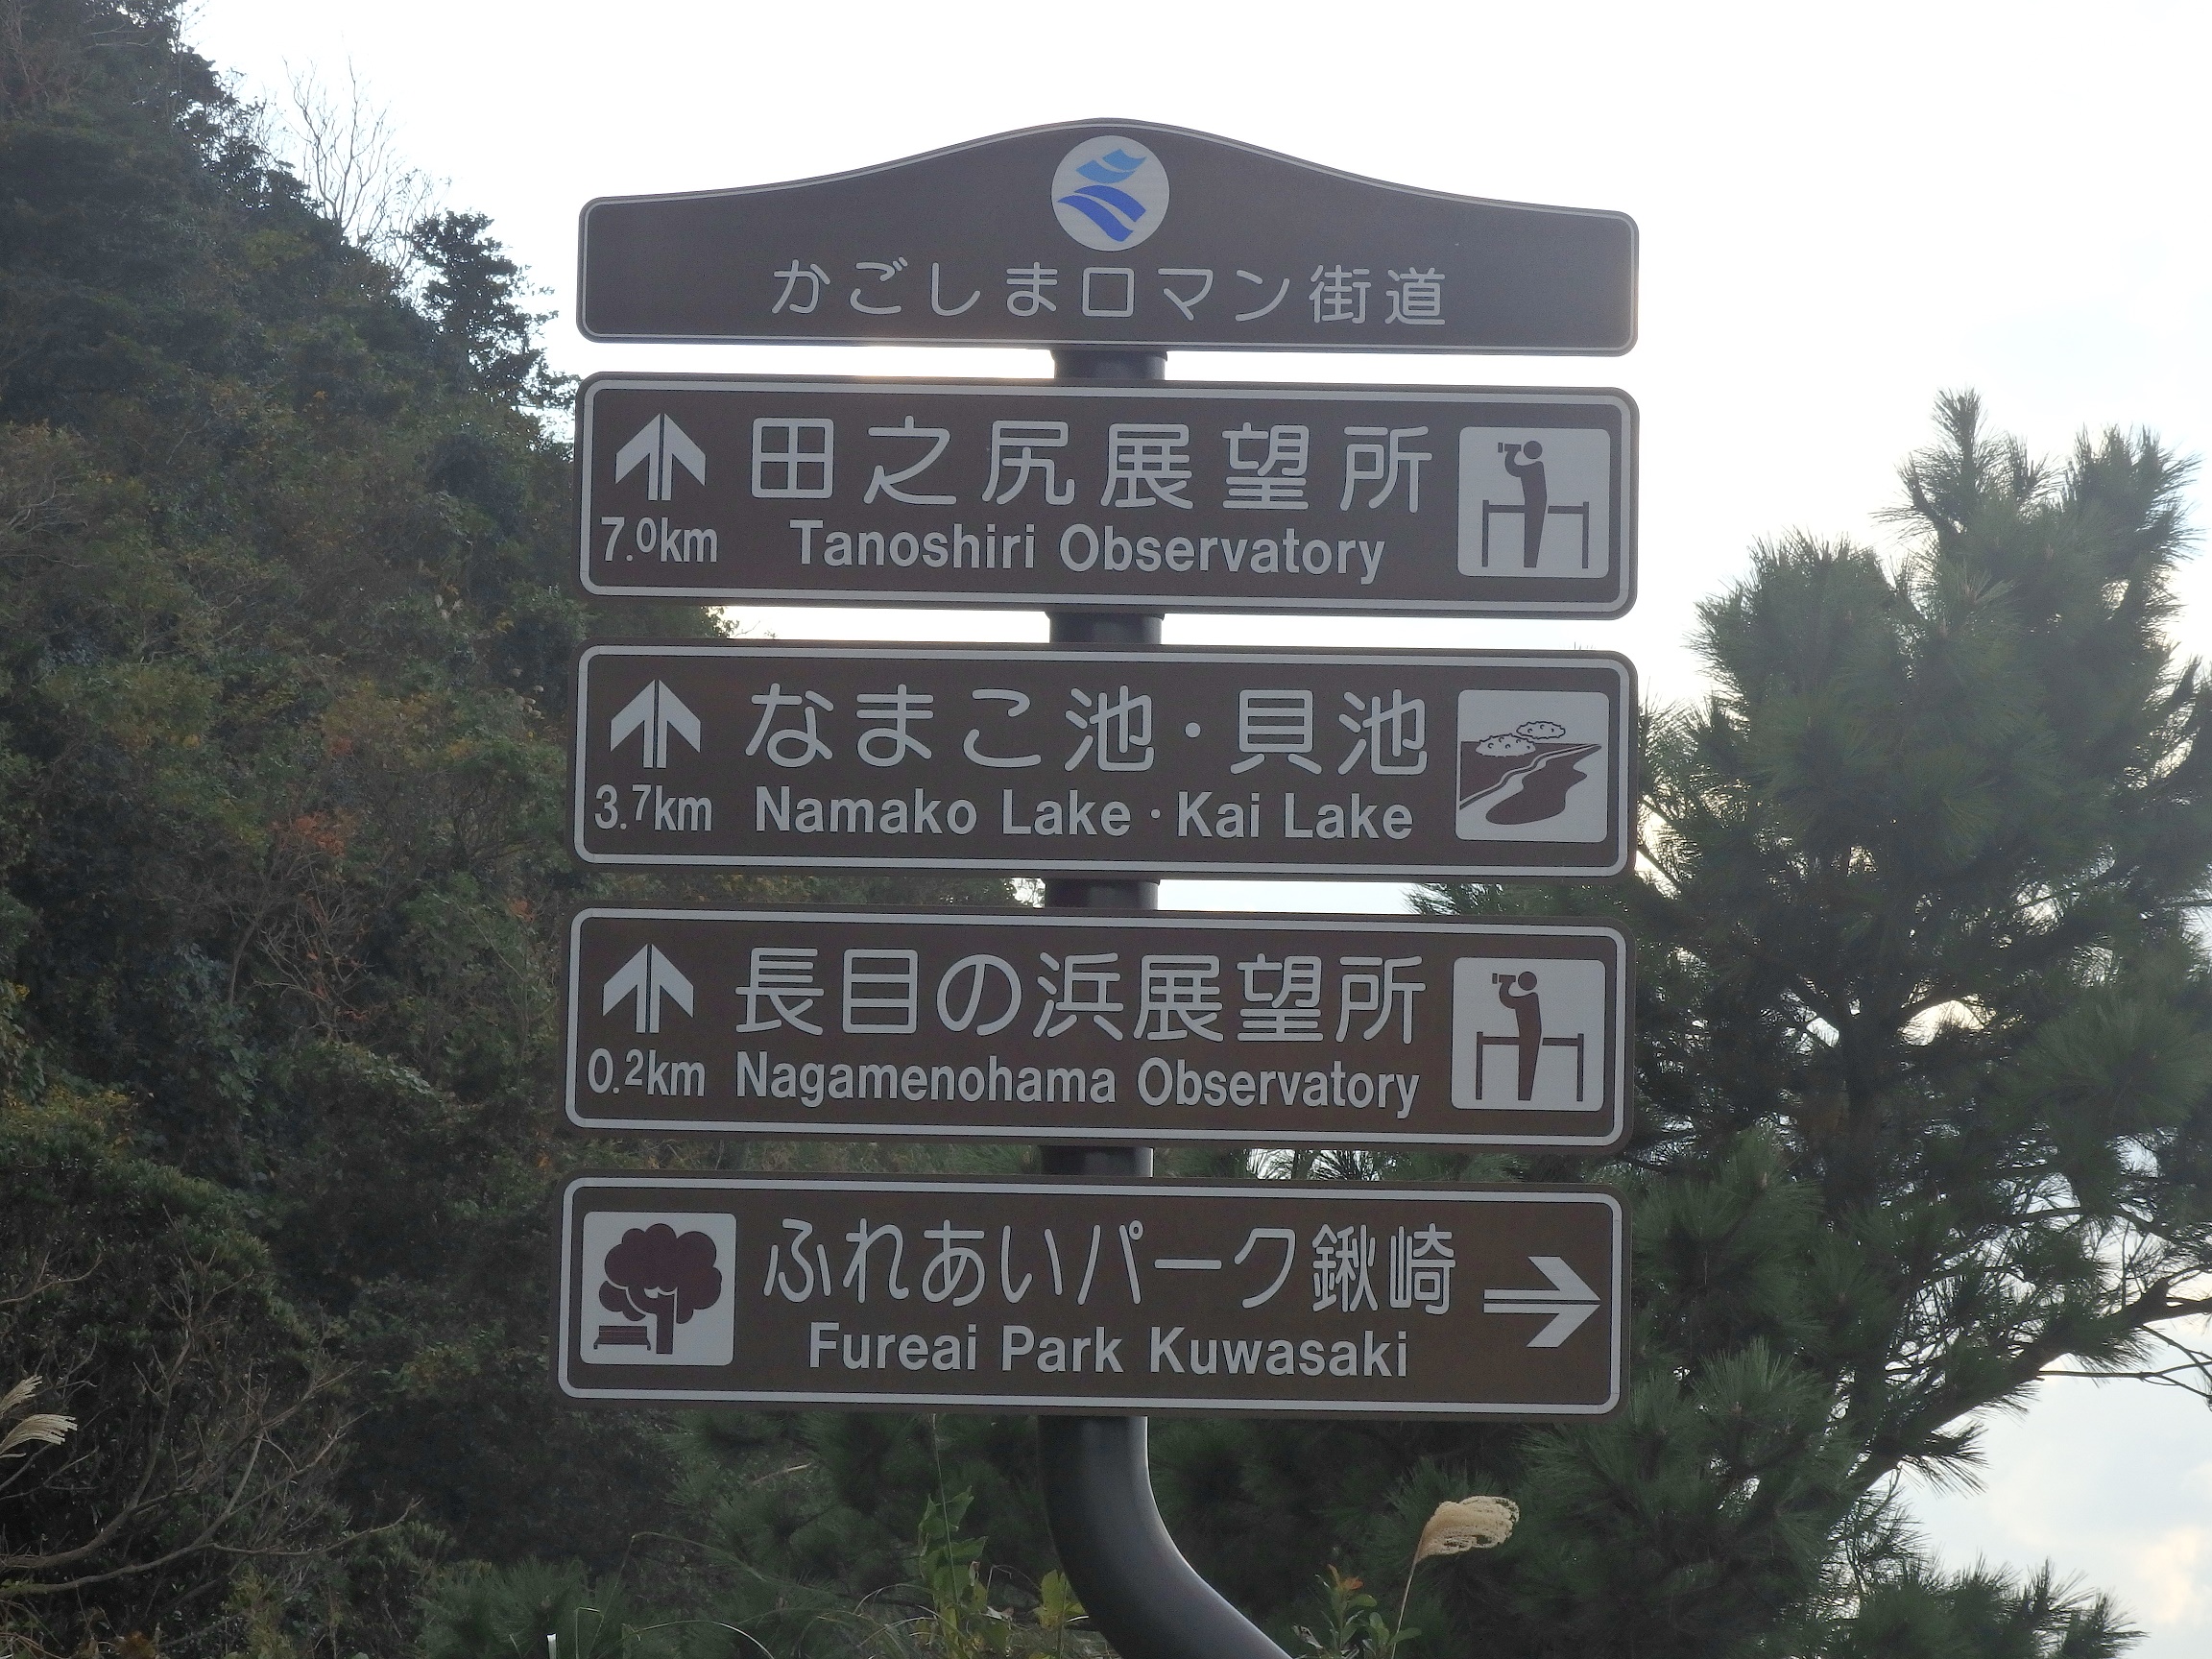 かごしまロマン街道
田之尻展望所
7.0km Tanoshiri Observatory
なまこ池・貝池
3.7km Namako Lake・Kai Lake
長目の浜展望所
0.2km Nagamenohama Observatory
ふれあいパーク鍬崎
Fureai Park Kuwasaki